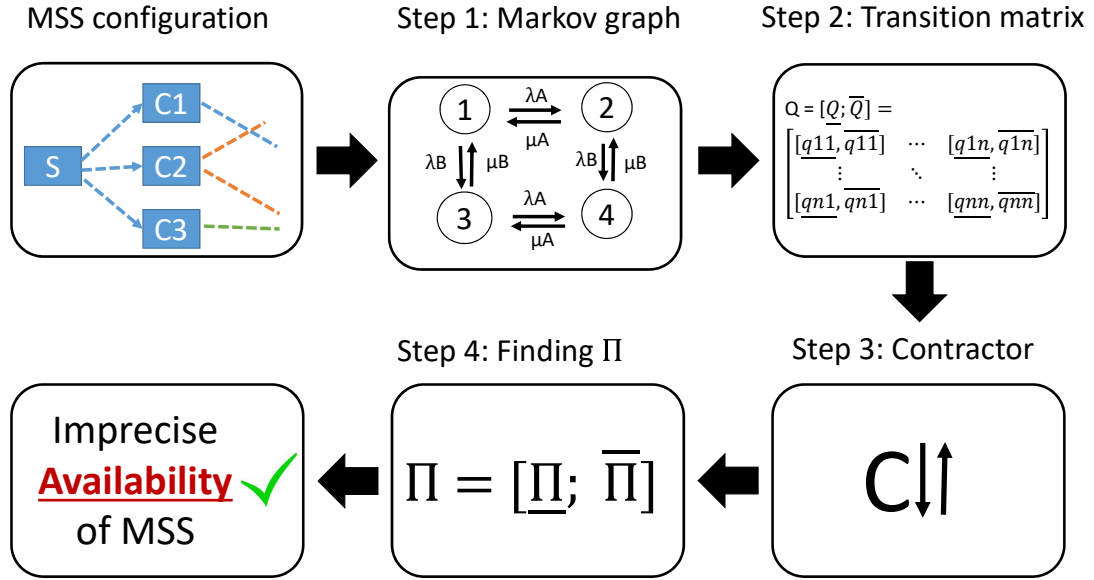 MSS configuration
Step 1: Markov graph
Step 2: Transition matrix
S
C1
C2
C3
1
λA
μA
2
λB
μB
λB
μB
3
λA
μA
4
Q = [Q; Q̅] =
[q11, q11] ⋯ [q1n, q1n]
⋮ ⋱ ⋮
[qn1, qn1] ⋯ [qnn, qnn]
Step 4: Finding Π
Step 3: Contractor
Imprecise
Availability
of MSS
Π = [Π; Π̅]
C↓↑